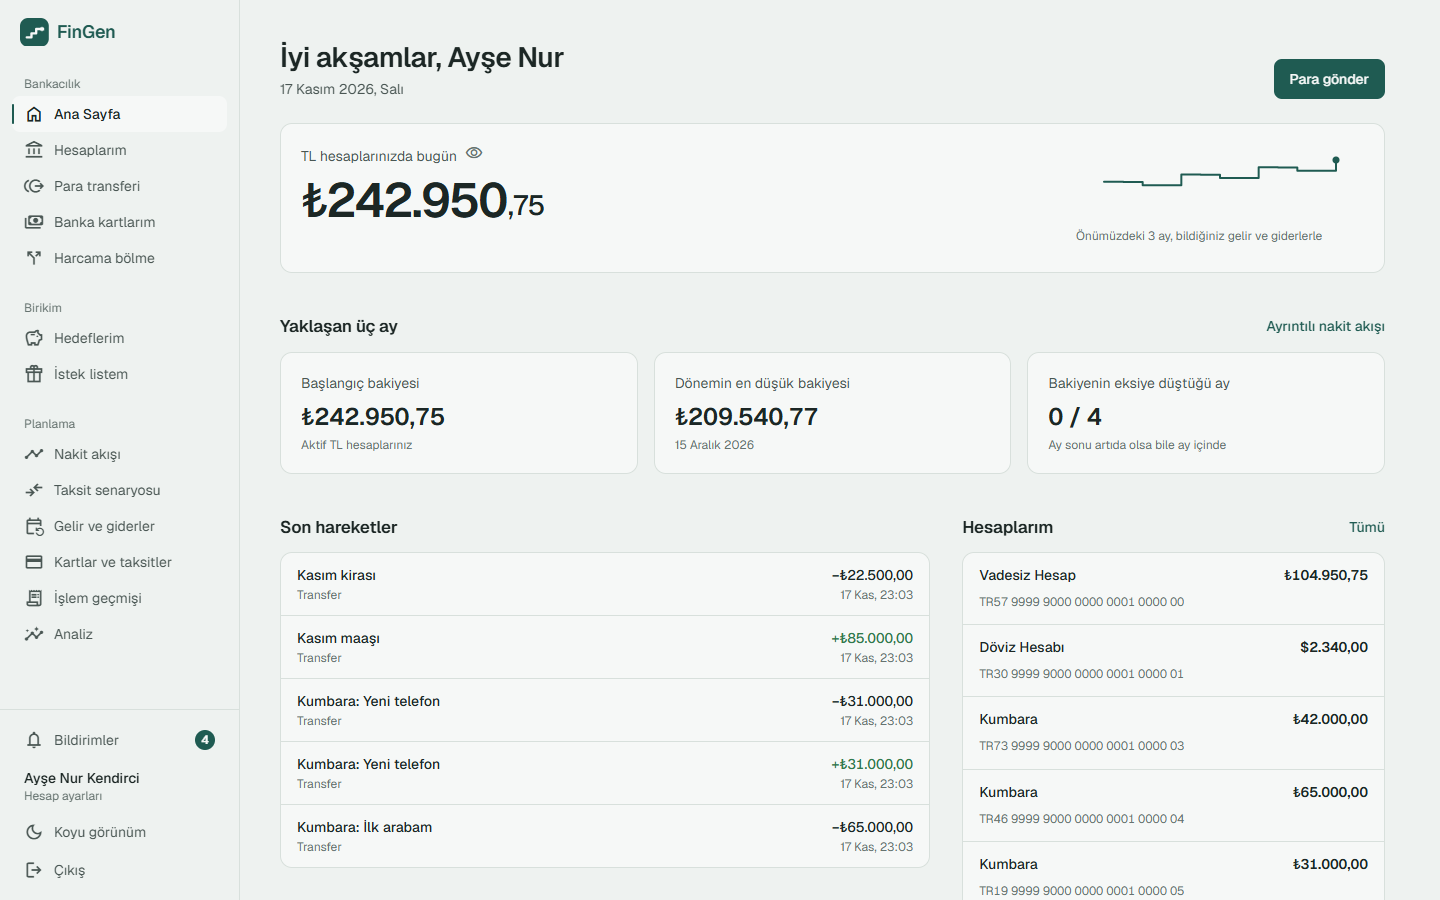 FinGen
Bankacılık
Ana Sayfa
Hesaplarım
Para transferi
Banka kartlarım
Harcama bölme
Birikim
Hedeflerim
İstek listem
Planlama
Nakit akışı
Taksit senaryosu
Gelir ve giderler
Kartlar ve taksitler
İşlem geçmişi
Analiz
Bildirimler 4
Ayşe Nur Kendirci
Hesap ayarları
Koyu görünüm
Çıkış
İyi akşamlar, Ayşe Nur
17 Kasım 2026, Salı
Para gönder
TL hesaplarınızda bugün
₺242.950,75
Önümüzdeki 3 ay, bildiğiniz gelir ve giderlerle
Yaklaşan üç ay
Ayrıntılı nakit akışı
Başlangıç bakiyesi
₺242.950,75
Aktif TL hesaplarınız
Dönemin en düşük bakiyesi
₺209.540,77
15 Aralık 2026
Bakiyenin eksiye düştüğü ay
0 / 4
Ay sonu artıda olsa bile ay içinde
Son hareketler
Kasım kirası −₺22.500,00
Transfer 17 Kas, 23:03
Kasım maaşı +₺85.000,00
Transfer 17 Kas, 23:03
Kumbara: Yeni telefon −₺31.000,00
Transfer 17 Kas, 23:03
Kumbara: Yeni telefon +₺31.000,00
Transfer 17 Kas, 23:03
Kumbara: İlk arabam −₺65.000,00
Transfer 17 Kas, 23:03
Hesaplarım Tümü
Vadesiz Hesap ₺104.950,75
TR57 9999 9000 0000 0001 0000 00
Döviz Hesabı $2.340,00
TR30 9999 9000 0000 0001 0000 01
Kumbara ₺42.000,00
TR73 9999 9000 0000 0001 0000 03
Kumbara ₺65.000,00
TR46 9999 9000 0000 0001 0000 04
Kumbara ₺31.000,00
TR19 9999 9000 0000 0001 0000 05